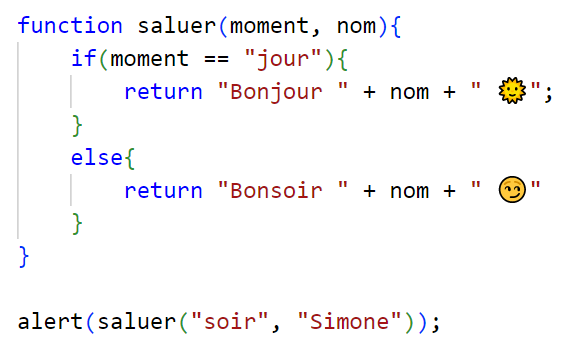 function saluer(moment, nom){
    if(moment == "jour"){
        return "Bonjour " + nom + " 🌞";
    }
    else{
        return "Bonsoir " + nom + " 😏"
    }
}

alert(saluer("soir", "Simone"));